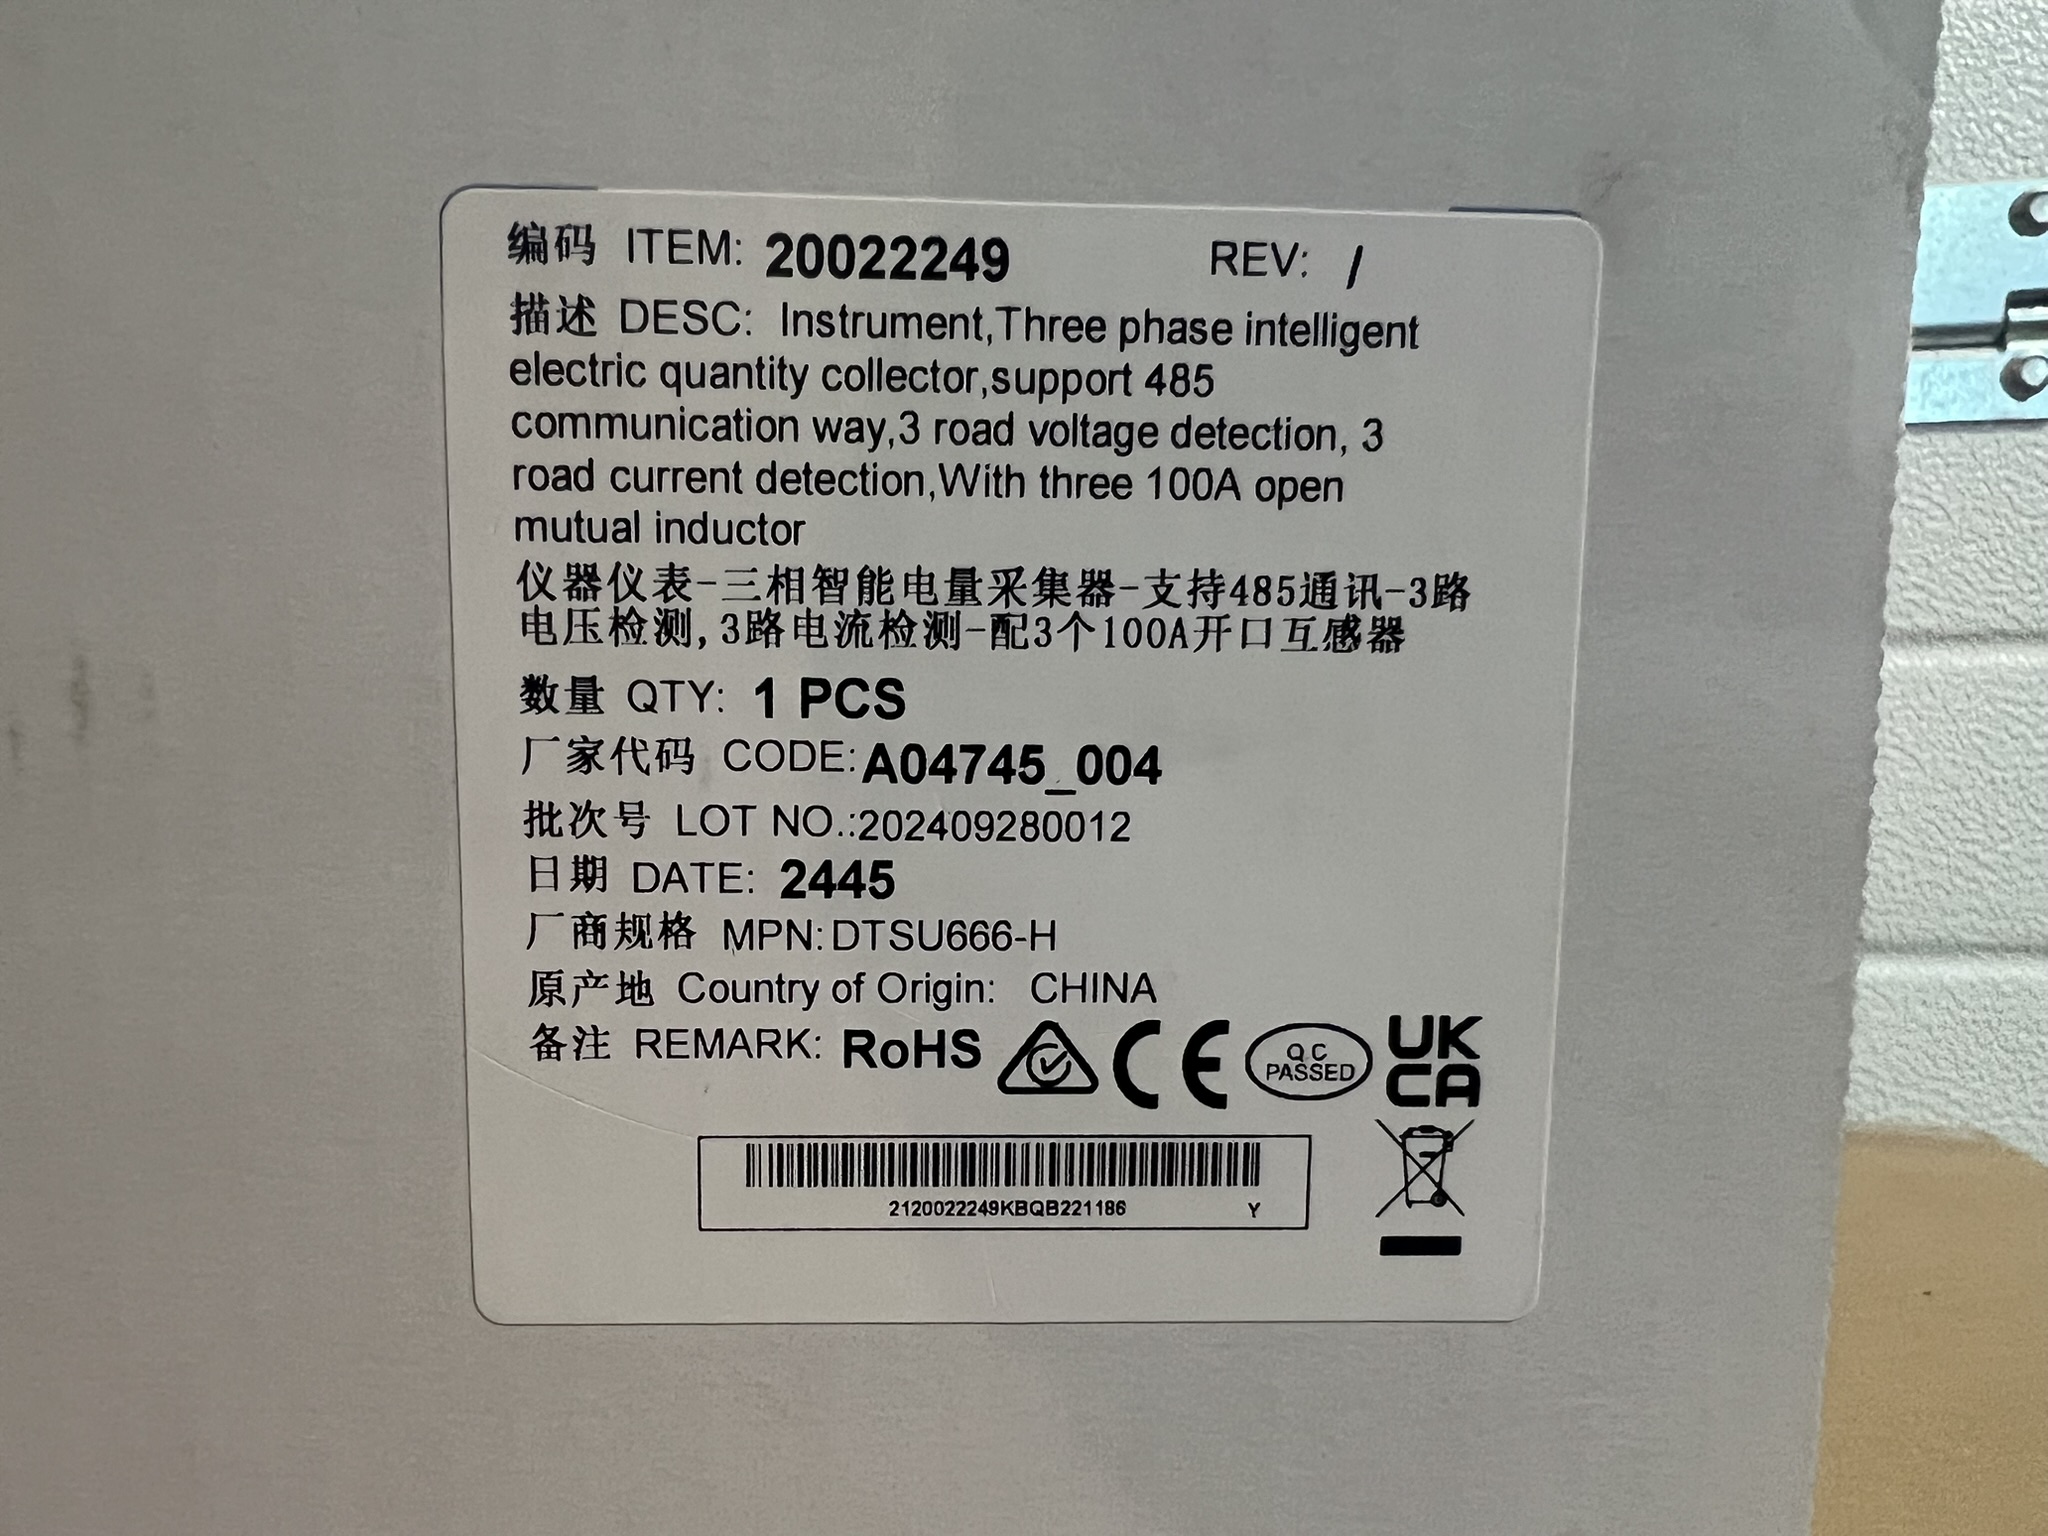 编码 ITEM: 20022249 REV: /
描述 DESC: Instrument,Three phase intelligent
electric quantity collector,support 485
communication way,3 road voltage detection, 3
road current detection,With three 100A open
mutual inductor
仪器仪表-三相智能电量采集器-支持485通讯-3路
电压检测,3路电流检测-配3个100A开口互感器
数量 QTY: 1 PCS
厂家代码 CODE:A04745_004
批次号 LOT NO.:202409280012
日期 DATE: 2445
厂商规格 MPN:DTSU666-H
原产地 Country of Origin: CHINA
备注 REMARK: RoHS CE QC PASSED UK CA
2120022249KBQB221186 Y